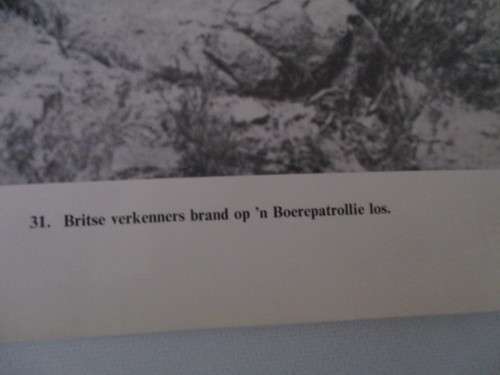 31. Britse verkenners brand op 'n Boerepatrollie los.